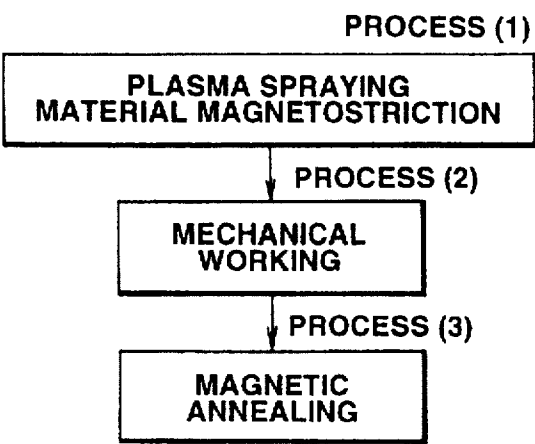 PROCESS (1)
PLASMA SPRAYING
MATERIAL MAGNETOSTRICTION
PROCESS (2)
MECHANICAL
WORKING
PROCESS (3)
MAGNETIC
ANNEALING